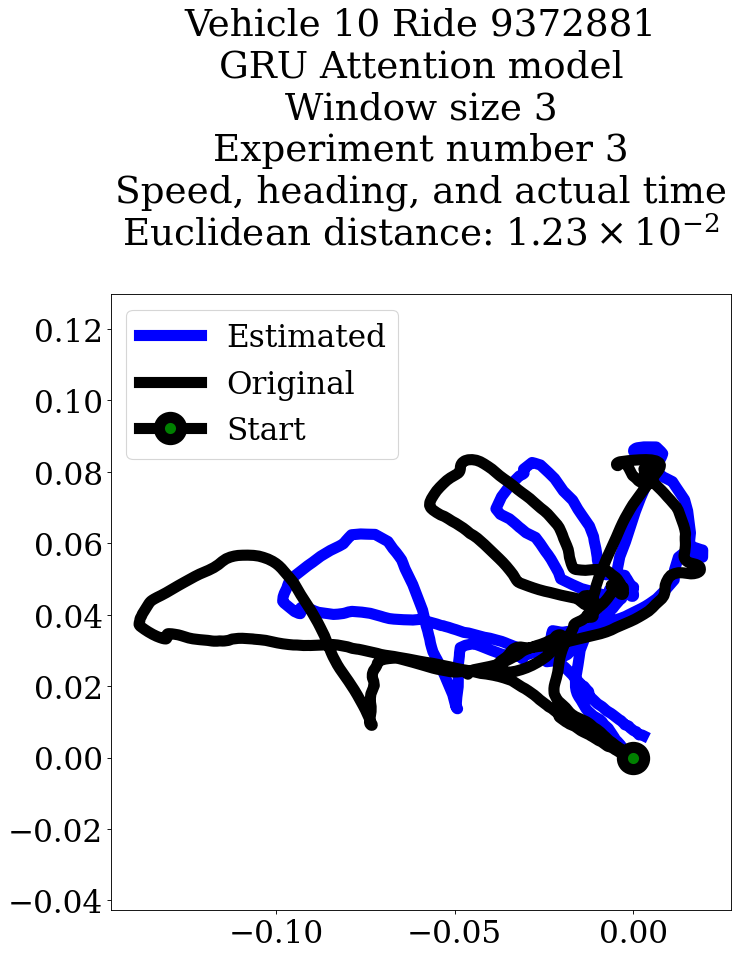 Vehicle 10 Ride 9372881
GRU Attention model
Window size 3
Experiment number 3
Speed, heading, and actual time
Euclidean distance: 1.23 × 10⁻²
Estimated
Original
Start
0.12
0.10
0.08
0.06
0.04
0.02
0.00
−0.02
−0.04
−0.10
−0.05
0.00